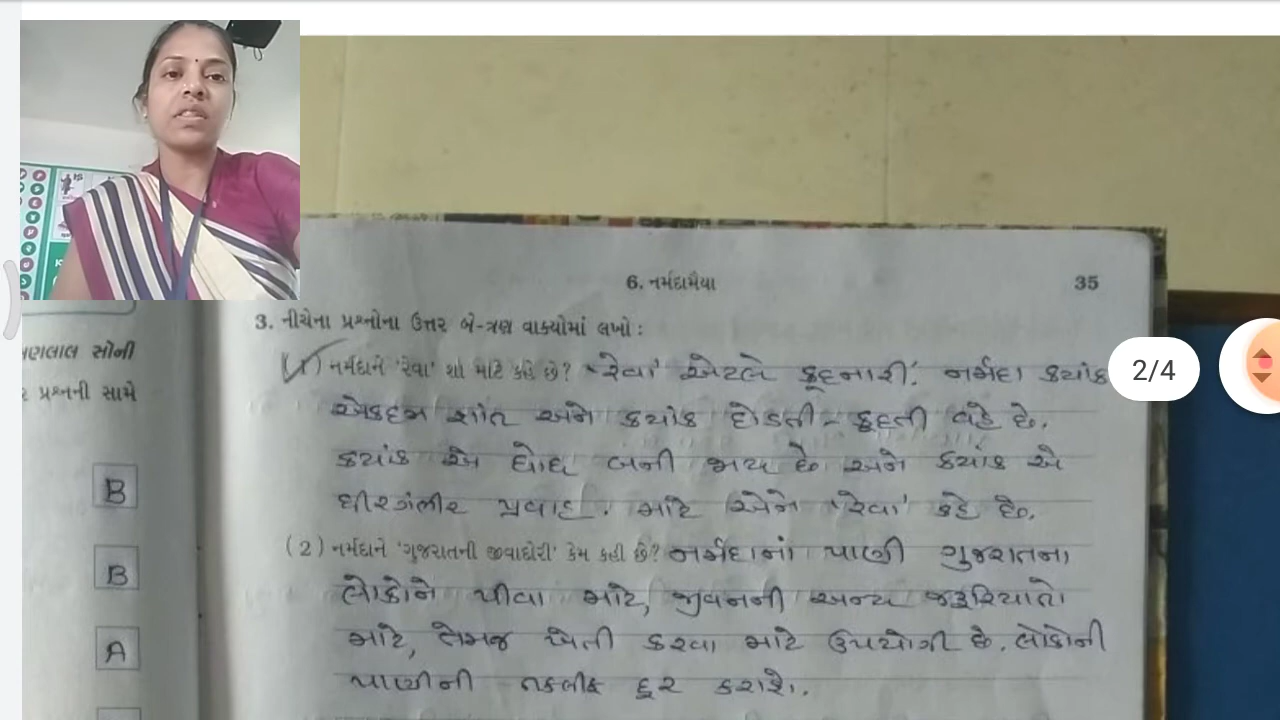 6. નર્મદામૈયા
35
3. નીચેના પ્રશ્નોના ઉત્તર બે-ત્રણ વાક્યોમાં લખો :
(1) નર્મદાને 'રેવા' શા માટે કહે છે? 'રેવા' એટલે કૂદનારી. નર્મદા ક્યાંક
એકદમ શાંત અને ક્યાંક દોડતી - કૂદતી વહે છે.
ક્યાંક એ ધોધ બની જાય છે અને ક્યાંક એ
ધીરગંભીર પ્રવાહ. માટે એને 'રેવા' કહે છે.
(2) નર્મદાને 'ગુજરાતની જીવાદોરી' કેમ કહી છે? નર્મદાનાં પાણી ગુજરાતના
લોકોને પીવા માટે, જીવનની અન્ય જરૂરિયાતો
માટે, તેમજ ખેતી કરવા માટે ઉપયોગી છે. લોકોની
પાણીની તકલીફ દૂર કરાશે.
ણલાલ સોની
પ્રશ્નની સામે
B
B
A
2/4